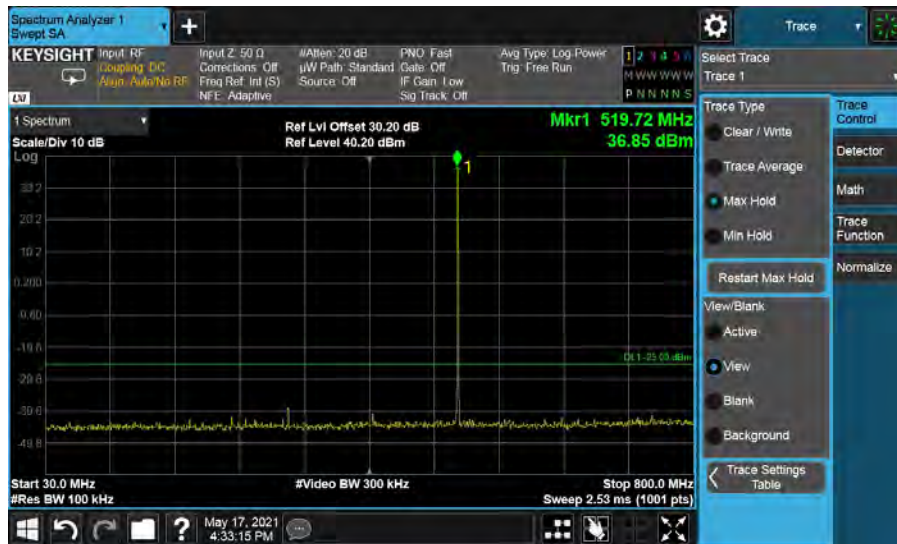 Spectrum Analyzer 1
Swept SA
+
Trace
KEYSIGHT
Input: RF
Coupling: DC
Align: Auto/No RF
Input Z: 50 Ω
Corrections: Off
Freq Ref: Int (S)
NFE: Adaptive
#Atten: 20 dB
µW Path: Standard
Source: Off
PNO: Fast
Gate: Off
IF Gain: Low
Sig Track: Off
Avg Type: Log-Power
Trig: Free Run
1 2 3 4 5 6
M W W W W W
P N N N N S
LXI
Select Trace
Trace 1
1 Spectrum
Scale/Div 10 dB
Log
Ref Lvl Offset 30.20 dB
Ref Level 40.20 dBm
Mkr1 519.72 MHz
36.85 dBm
1
20.2
10.2
0.200
-19.8
-29.8
-49.8
DL1 -25.00 dBm
Start 30.0 MHz
#Res BW 100 kHz
#Video BW 300 kHz
Stop 800.0 MHz
Sweep 2.53 ms (1001 pts)
Trace Type
Clear / Write
Trace Average
Max Hold
Min Hold
Restart Max Hold
View/Blank
Active
View
Blank
Background
Trace Settings
Table
Trace
Control
Detector
Math
Trace
Function
Normalize
?
May 17, 2021
4:33:15 PM